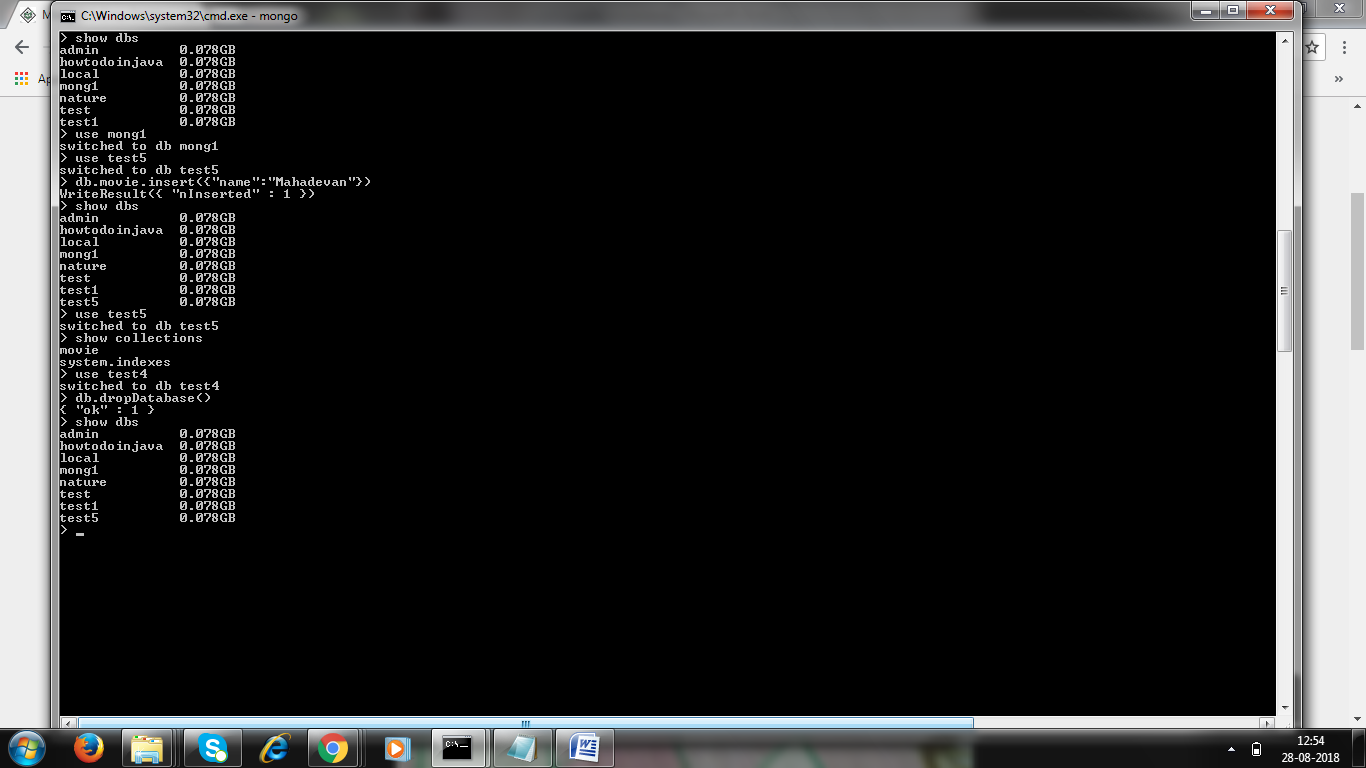 C:\Windows\system32\cmd.exe - mongo
> show dbs
admin 0.078GB
howtodoinjava 0.078GB
local 0.078GB
mong1 0.078GB
nature 0.078GB
test 0.078GB
test1 0.078GB
> use mong1
switched to db mong1
> use test5
switched to db test5
> db.movie.insert({"name":"Mahadevan"})
WriteResult({ "nInserted" : 1 })
> show dbs
admin 0.078GB
howtodoinjava 0.078GB
local 0.078GB
mong1 0.078GB
nature 0.078GB
test 0.078GB
test1 0.078GB
test5 0.078GB
> use test5
switched to db test5
> show collections
movie
system.indexes
> use test4
switched to db test4
> db.dropDatabase()
{ "ok" : 1 }
> show dbs
admin 0.078GB
howtodoinjava 0.078GB
local 0.078GB
mong1 0.078GB
nature 0.078GB
test 0.078GB
test1 0.078GB
test5 0.078GB
> _
12:54
28-08-2018